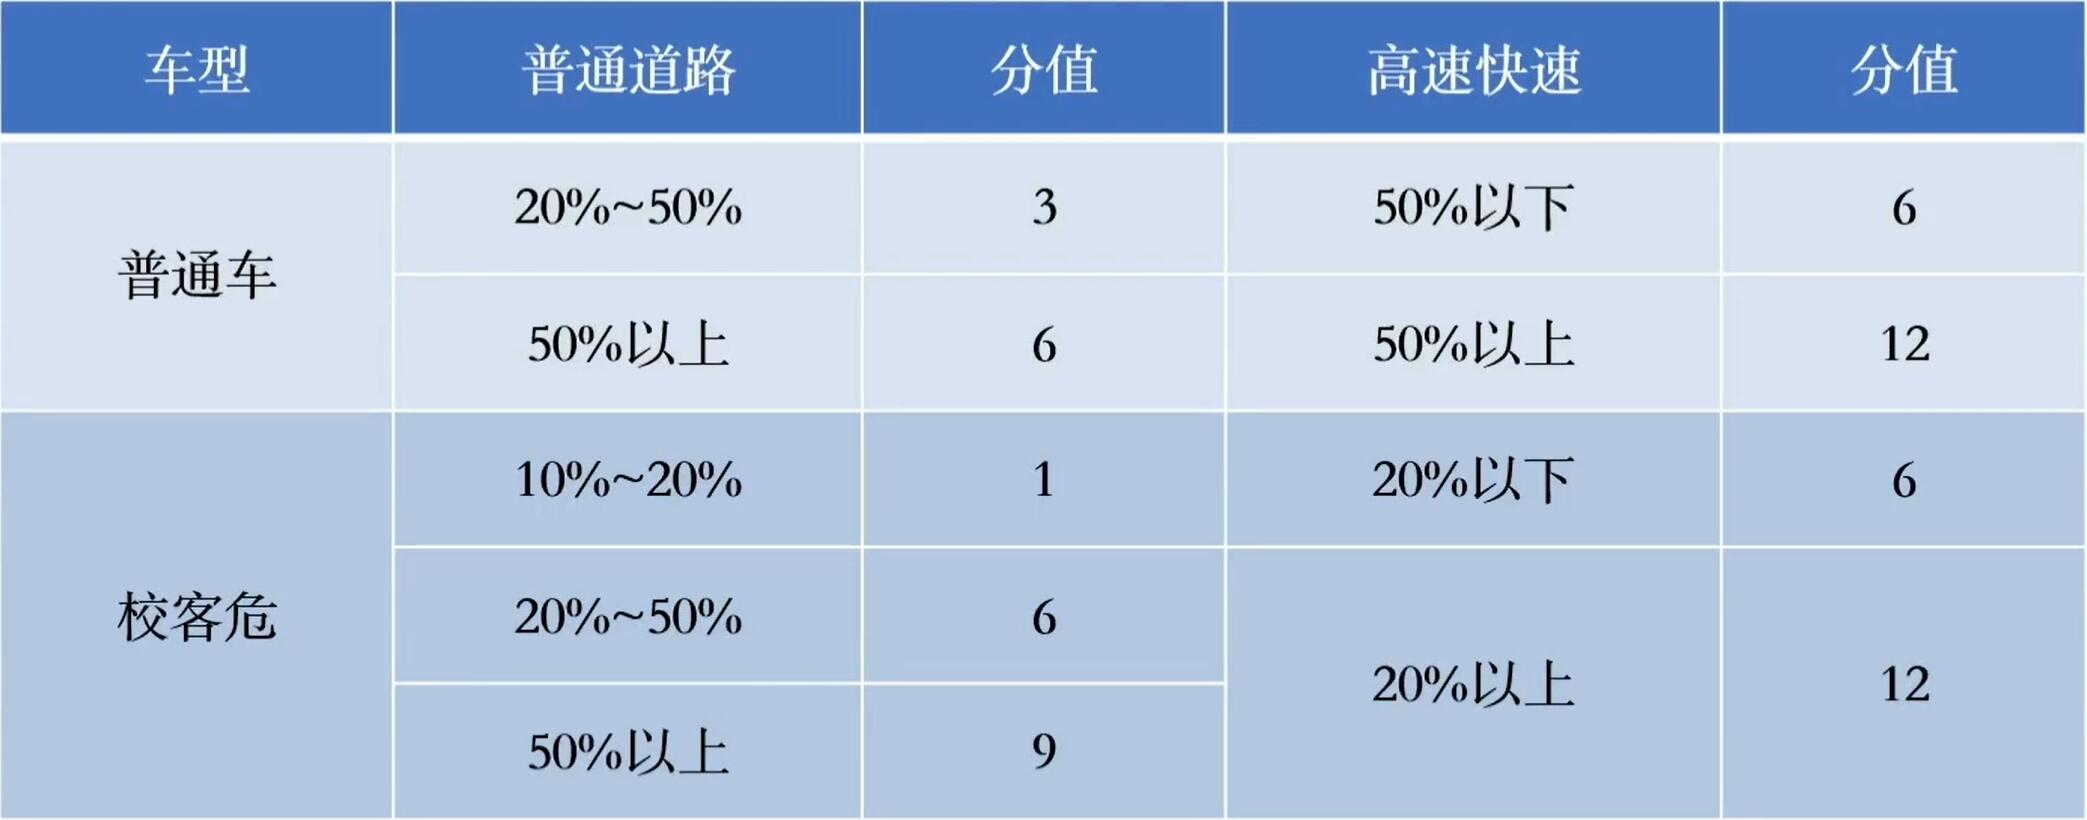 车型 普通道路 分值 高速快速 分值
普通车 20%~50% 3 50%以下 6
50%以上 6 50%以上 12
校客危 10%~20% 1 20%以下 6
20%~50% 6 20%以上 12
50%以上 9